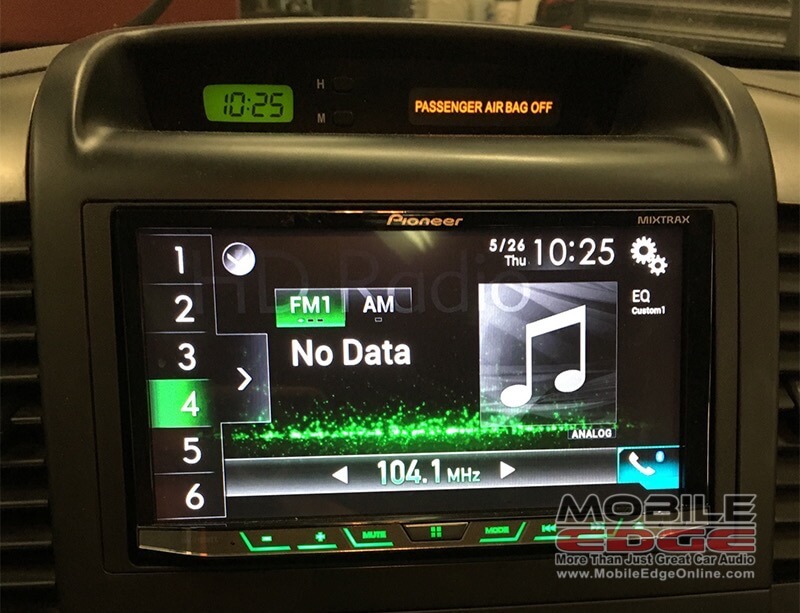 10:25
H
M
PASSENGER AIR BAG OFF
Pioneer
MIXTRAX
1
2
3
4
5
6
HD Radio
5/26
Thu
10:25
EQ
Custom1
FM1
AM
No Data
ANALOG
104.1 MHz
- + MUTE MODE
MOBILE
EDGE
More Than Just Great Car Audio
www.MobileEdgeOnline.com